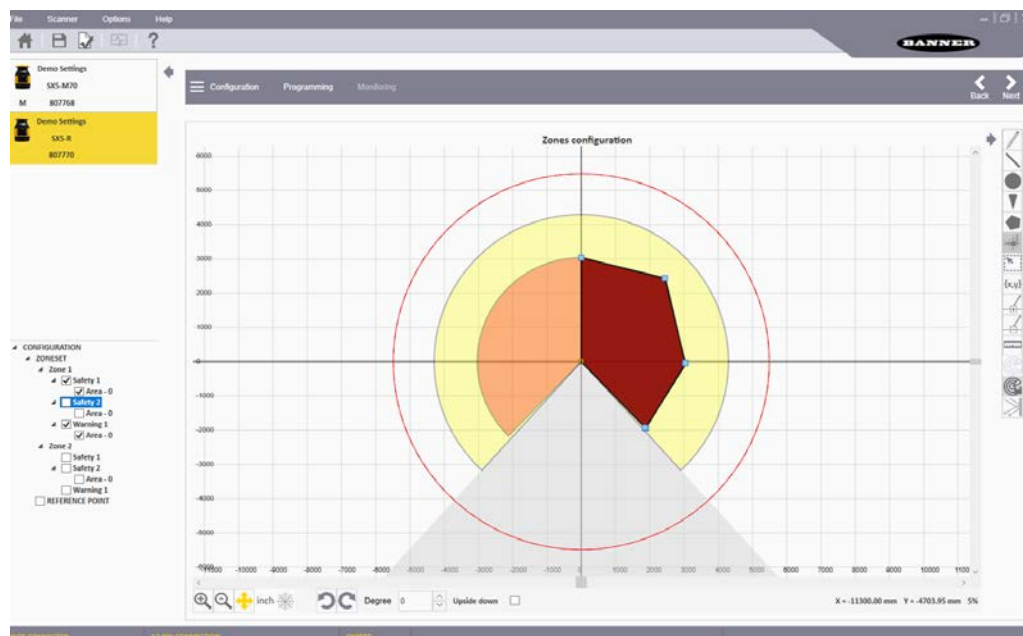 File Scanner Options Help
BANNER
Demo Settings
SX5-M70
M 807768
Demo Settings
SX5-R
807770
Configuration Programming Monitoring
Back Next
Zones configuration
6000
5000
4000
3000
2000
1000
0
-1000
-2000
-3000
-4000
-5000
-10000 -9000 -8000 -7000 -6000 -5000 -4000 -3000 -2000 -1000 0 1000 2000 3000 4000 5000 6000 7000 8000 9000 10000 1100
{x,y}
CONFIGURATION
ZONESET
Zone 1
Safety 1
Area - 0
Safety 2
Area - 0
Warning 1
Area - 0
Zone 2
Safety 1
Safety 2
Area - 0
Warning 1
REFERENCE POINT
inch Degree 0 Upside down X = -11300.00 mm Y = -4703.95 mm 5%